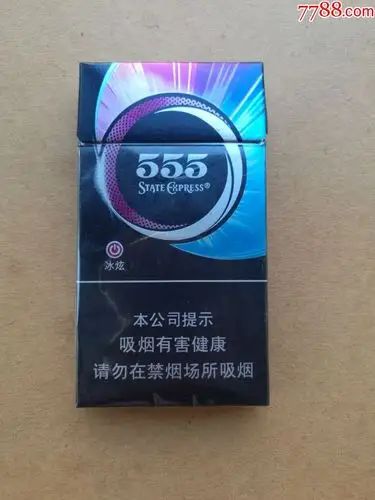 7788.com
555
STATE EXPRESS®
冰炫
本公司提示
吸烟有害健康
请勿在禁烟场所吸烟